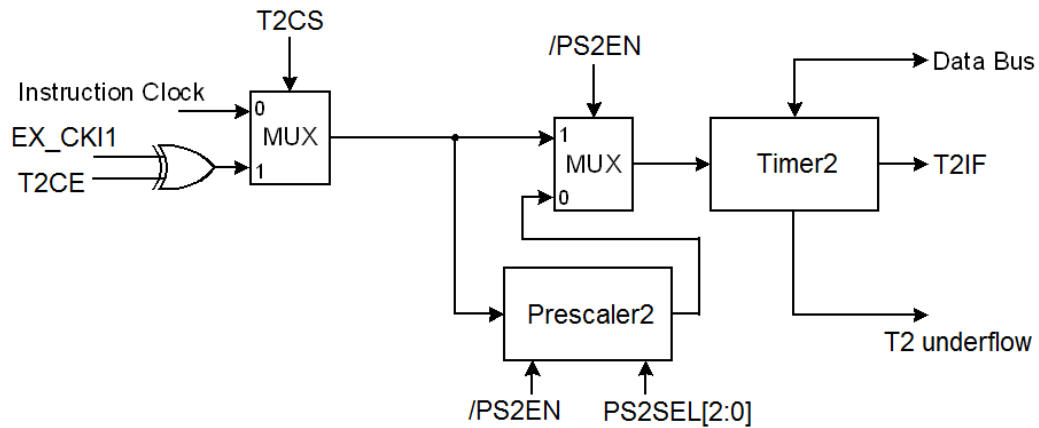 T2CS
/PS2EN
Data Bus
Instruction Clock
0
MUX
1
EX_CKI1
T2CE
1
MUX
0
Timer2
T2IF
Prescaler2
T2 underflow
/PS2EN
PS2SEL[2:0]